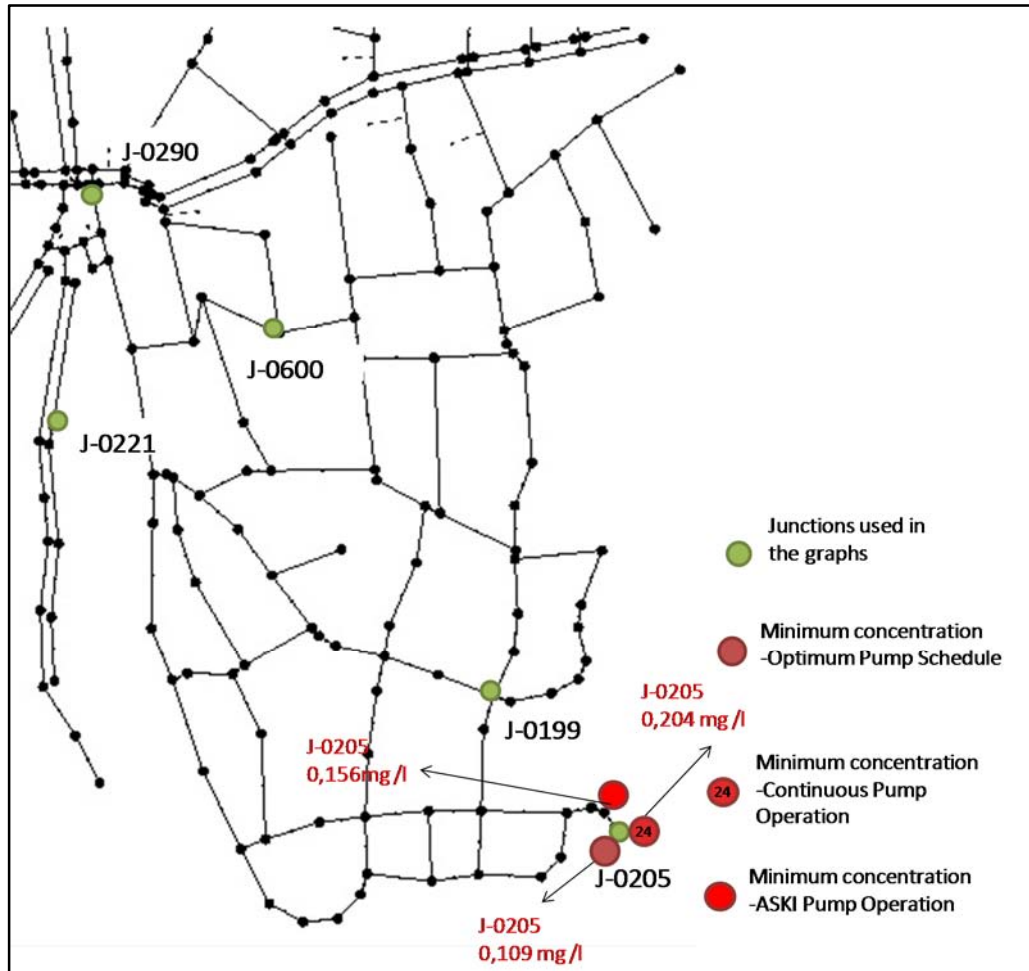 J-0290
J-0600
J-0221
Junctions used in
the graphs
Minimum concentration
-Optimum Pump Schedule
J-0205
0,204 mg /l
J-0199
J-0205
0,156mg /l
24
Minimum concentration
-Continuous Pump
Operation
24
J-0205
Minimum concentration
-ASKI Pump Operation
J-0205
0,109 mg /l